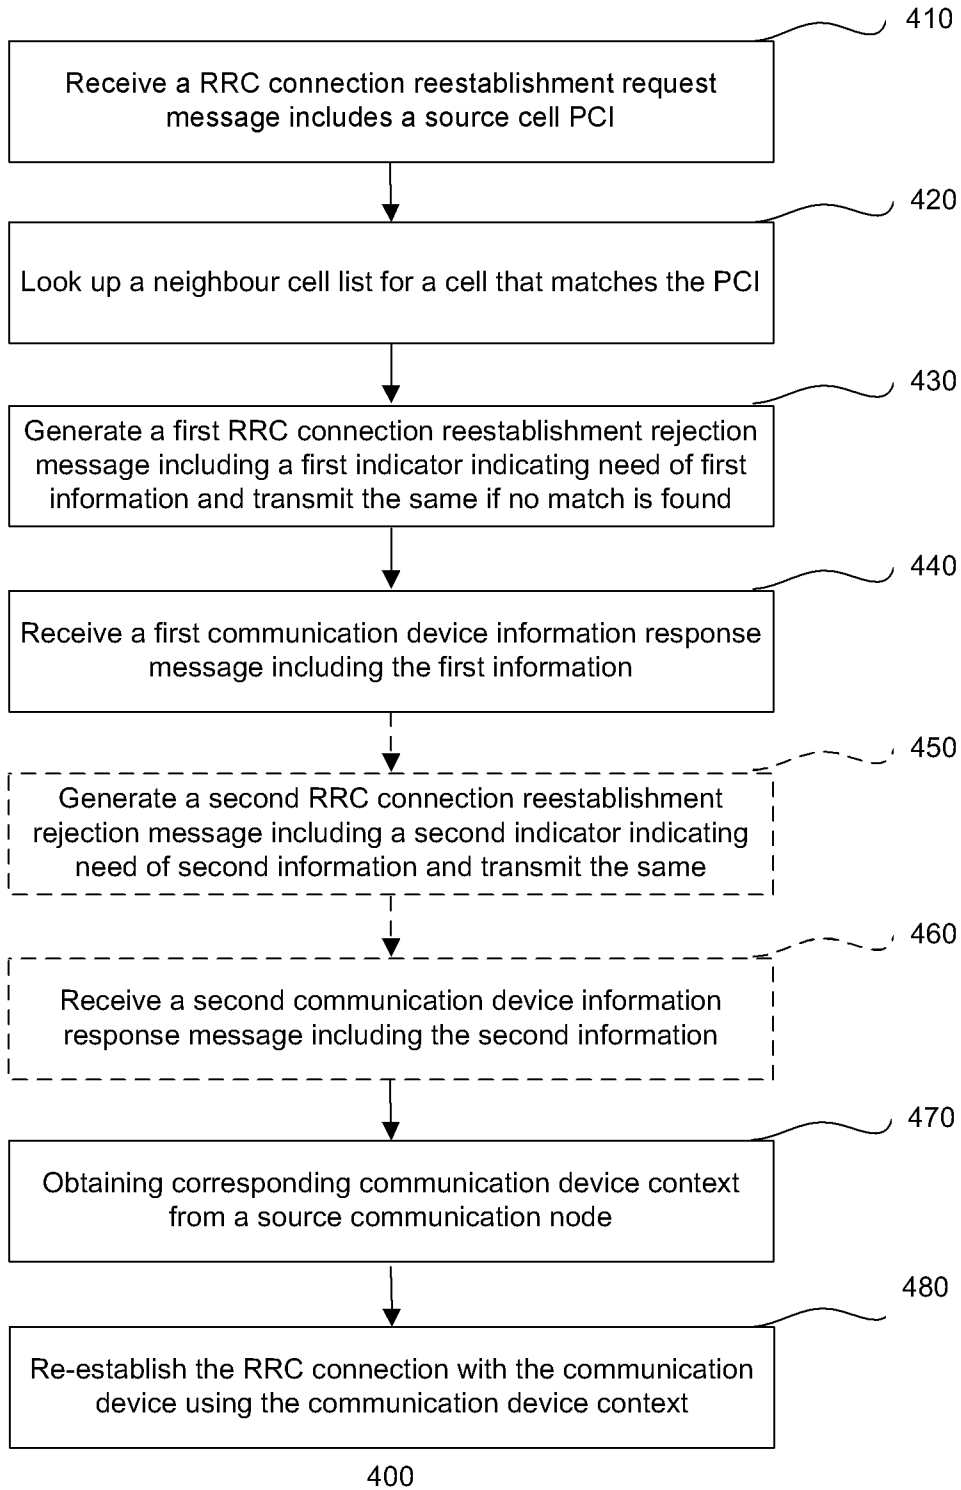 410
Receive a RRC connection reestablishment request
message includes a source cell PCI
420
Look up a neighbour cell list for a cell that matches the PCI
430
Generate a first RRC connection reestablishment rejection
message including a first indicator indicating need of first
information and transmit the same if no match is found
440
Receive a first communication device information response
message including the first information
450
Generate a second RRC connection reestablishment
rejection message including a second indicator indicating
need of second information and transmit the same
460
Receive a second communication device information
response message including the second information
470
Obtaining corresponding communication device context
from a source communication node
480
Re-establish the RRC connection with the communication
device using the communication device context
400